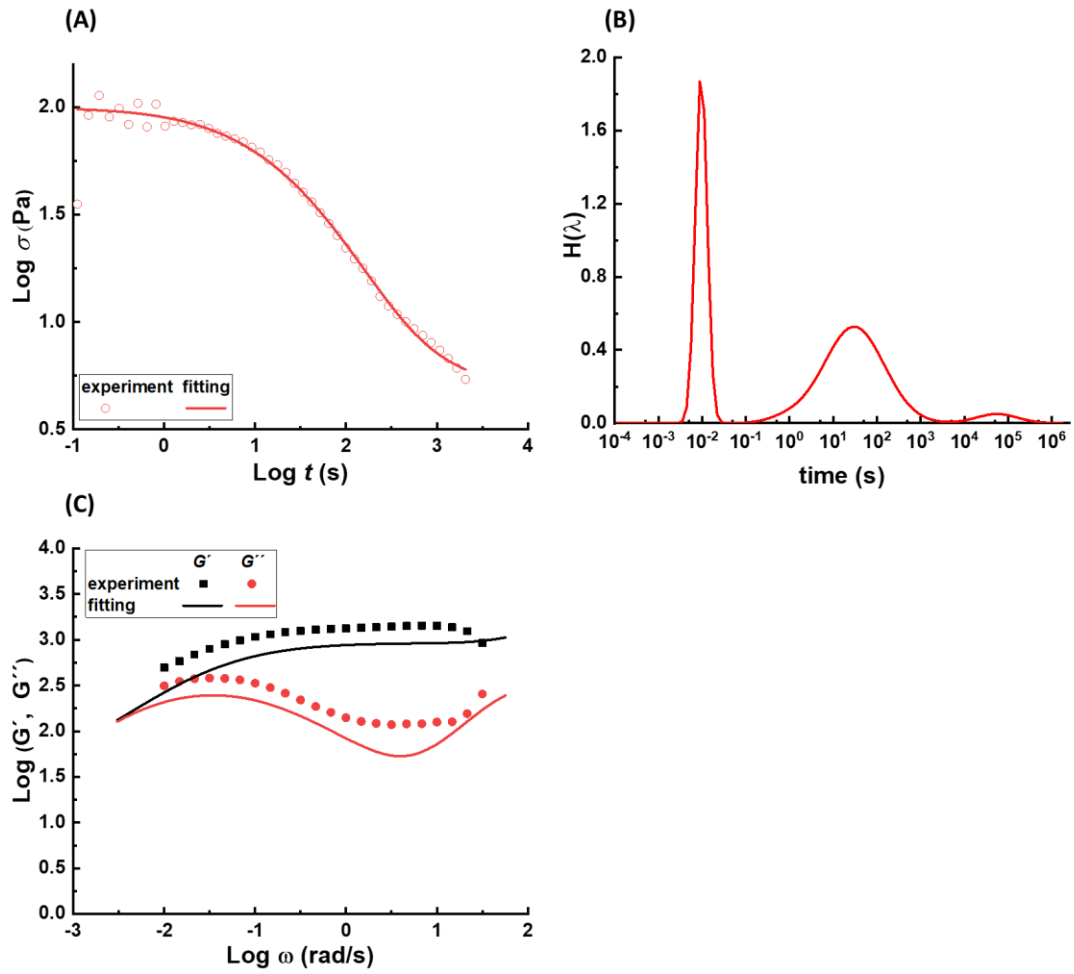 (A)
Log σ (Pa)
2.0
1.5
1.0
0.5
experiment fitting
-1 0 1 2 3 4
Log t (s)
(B)
H(λ)
2.0
1.6
1.2
0.8
0.4
0.0
10⁻⁴ 10⁻³ 10⁻² 10⁻¹ 10⁰ 10¹ 10² 10³ 10⁴ 10⁵ 10⁶
time (s)
(C)
Log (G′, G′′)
4.0
3.5
3.0
2.5
2.0
1.5
1.0
0.5
0.0
G′ G′′
experiment
fitting
-3 -2 -1 0 1 2
Log ω (rad/s)